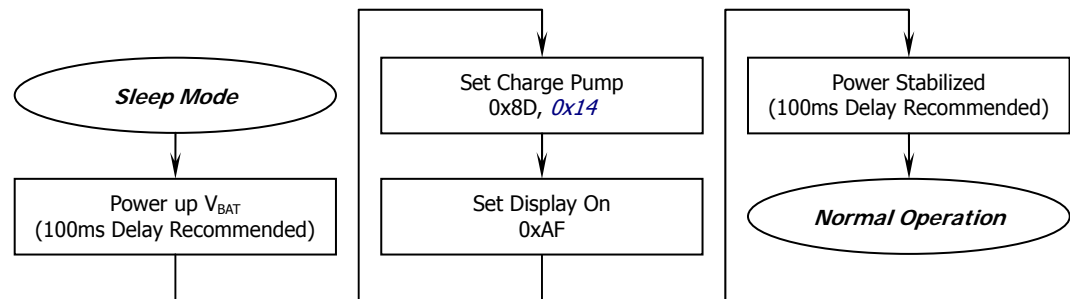 Sleep Mode
Power up VBAT
(100ms Delay Recommended)
Set Charge Pump
0x8D, 0x14
Set Display On
0xAF
Power Stabilized
(100ms Delay Recommended)
Normal Operation